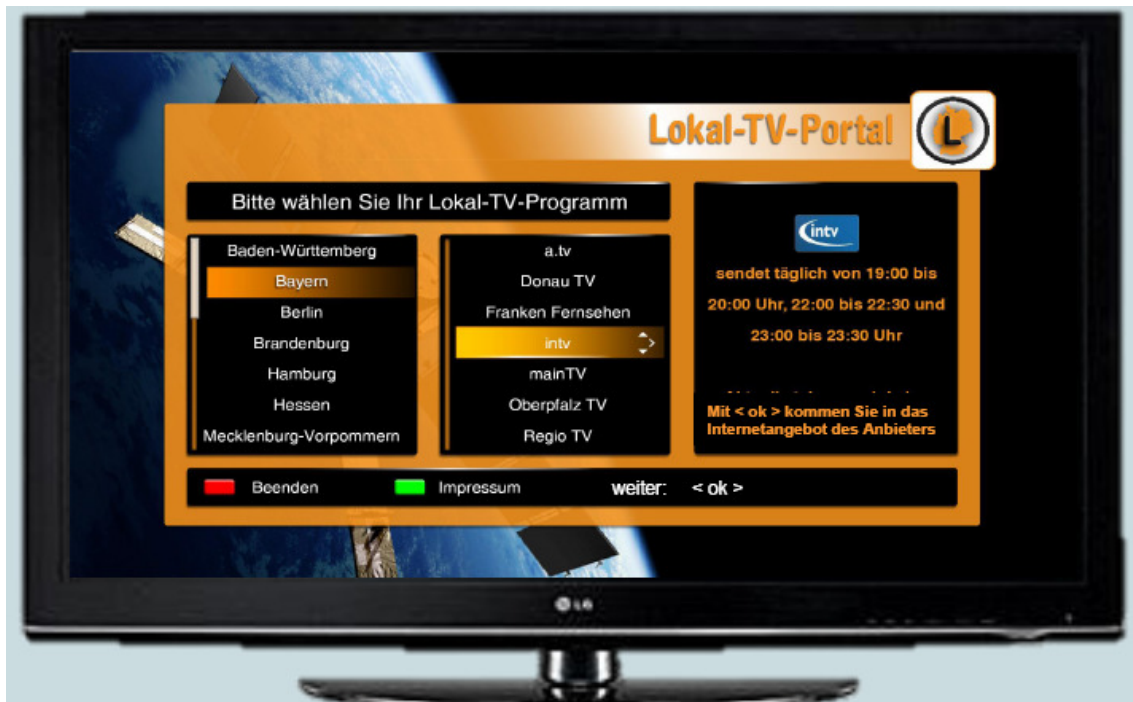 Lokal-TV-Portal
L
Bitte wählen Sie Ihr Lokal-TV-Programm
Baden-Württemberg
Bayern
Berlin
Brandenburg
Hamburg
Hessen
Mecklenburg-Vorpommern
a.tv
Donau TV
Franken Fernsehen
intv
mainTV
Oberpfalz TV
Regio TV
intv
sendet täglich von 19:00 bis
20:00 Uhr, 22:00 bis 22:30 und
23:00 bis 23:30 Uhr
Mit < ok > kommen Sie in das
Internetangebot des Anbieters
Beenden
Impressum
weiter: < ok >
LG